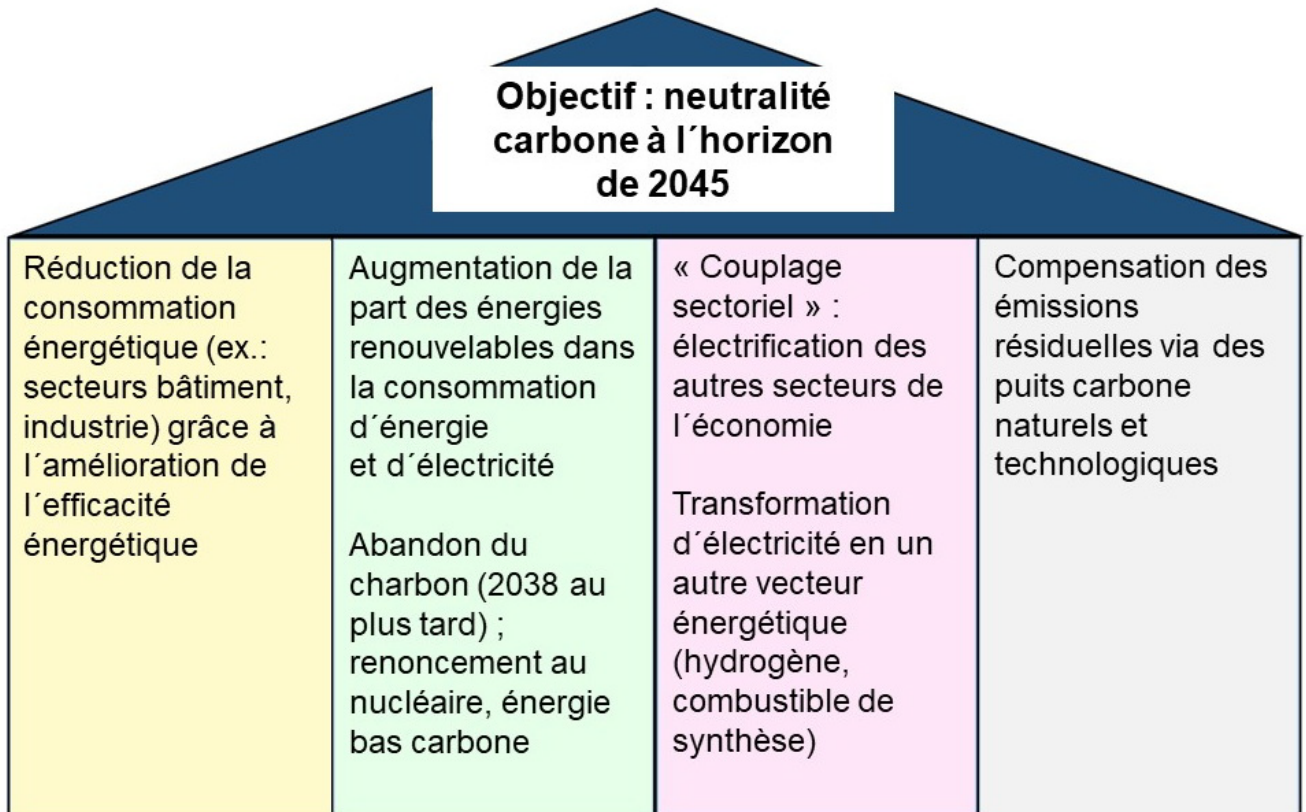 Objectif : neutralité
carbone à l´horizon
de 2045
Réduction de la
consommation
énergétique (ex.:
secteurs bâtiment,
industrie) grâce à
l´amélioration de
l´efficacité
énergétique
Augmentation de la
part des énergies
renouvelables dans
la consommation
d´énergie
et d´électricité
Abandon du
charbon (2038 au
plus tard) ;
renoncement au
nucléaire, énergie
bas carbone
« Couplage
sectoriel » :
électrification des
autres secteurs de
l´économie
Transformation
d´électricité en un
autre vecteur
énergétique
(hydrogène,
combustible de
synthèse)
Compensation des
émissions
résiduelles via des
puits carbone
naturels et
technologiques